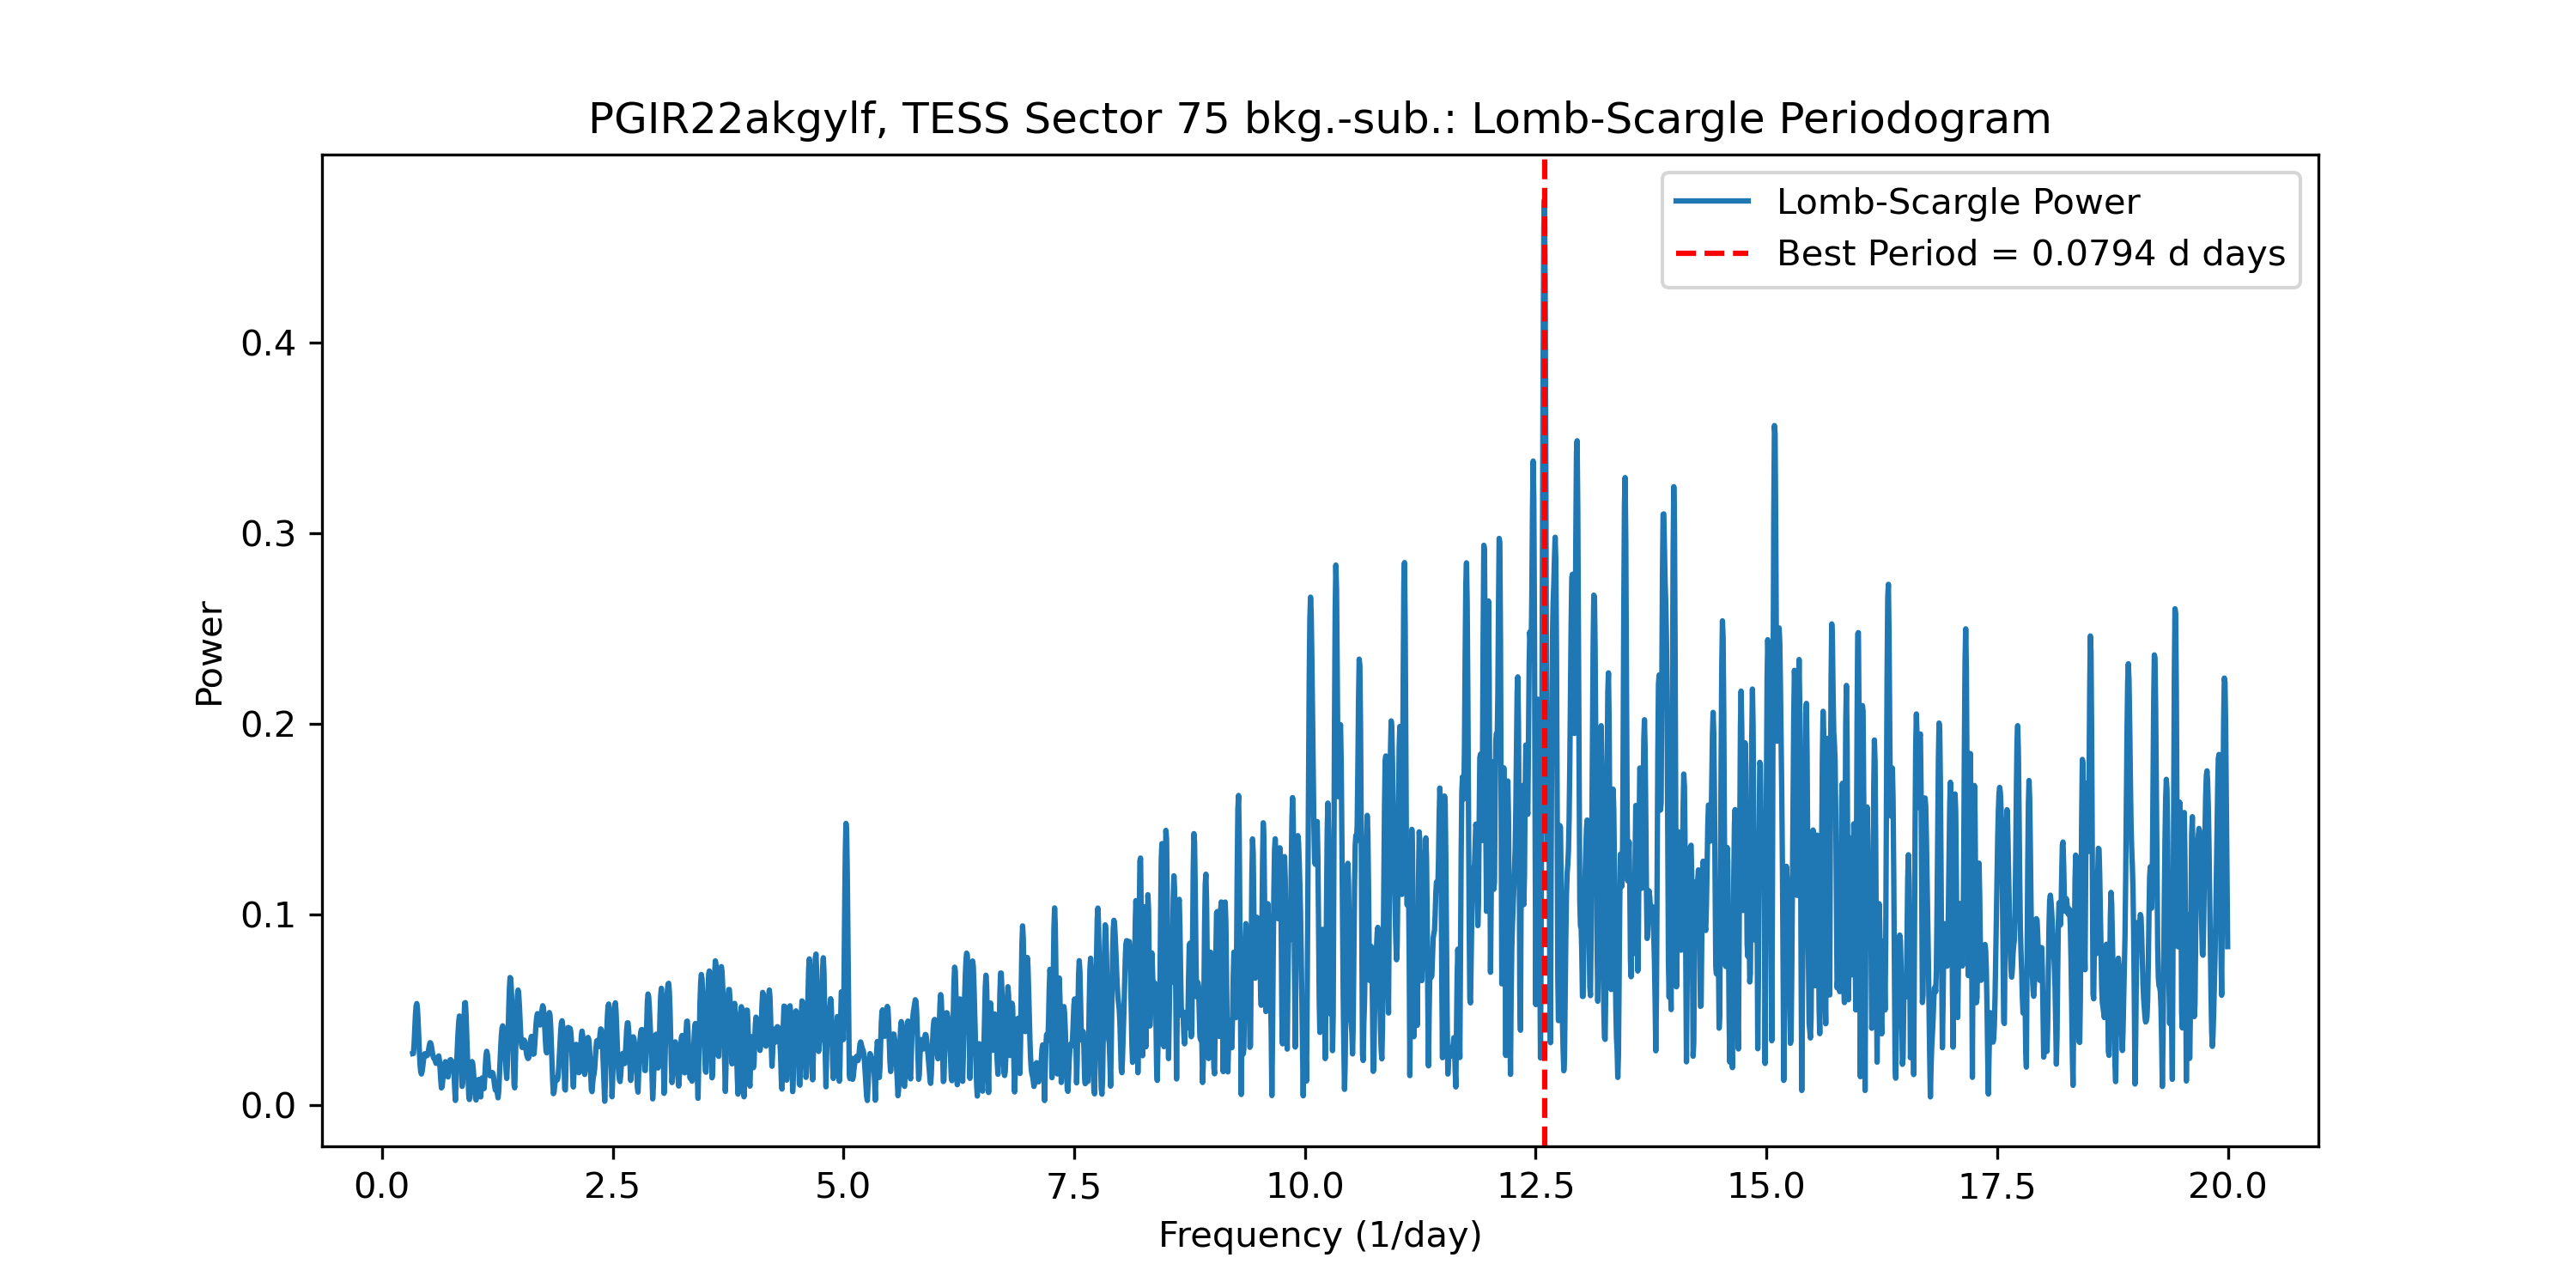 PGIR22akgylf, TESS Sector 75 bkg.-sub.: Lomb-Scargle Periodogram
Lomb-Scargle Power
Best Period = 0.0794 d days
Power
0.4
0.3
0.2
0.1
0.0
0.0 2.5 5.0 7.5 10.0 12.5 15.0 17.5 20.0
Frequency (1/day)